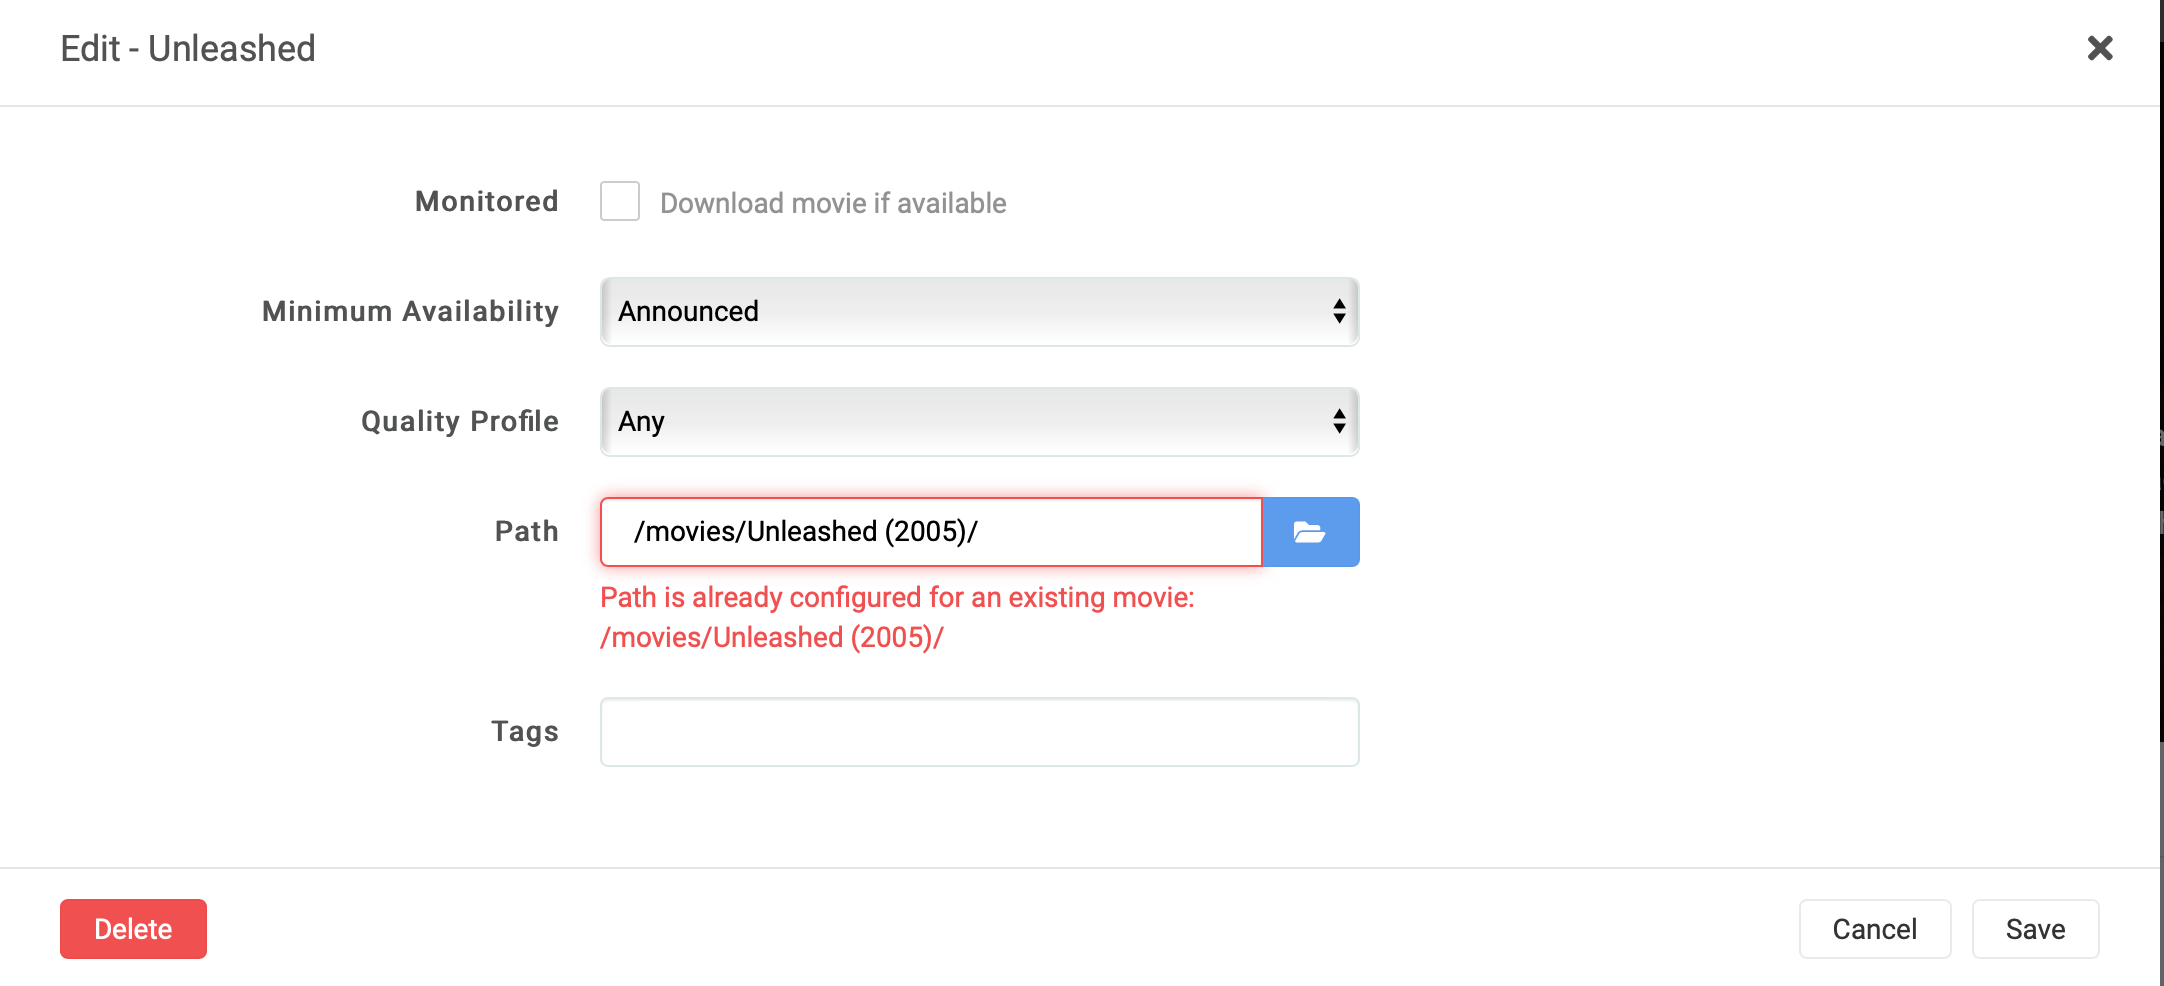 Edit - Unleashed
Monitored
Download movie if available
Minimum Availability
Announced
Quality Profile
Any
Path
/movies/Unleashed (2005)/
Path is already configured for an existing movie:
/movies/Unleashed (2005)/
Tags
Delete
Cancel
Save